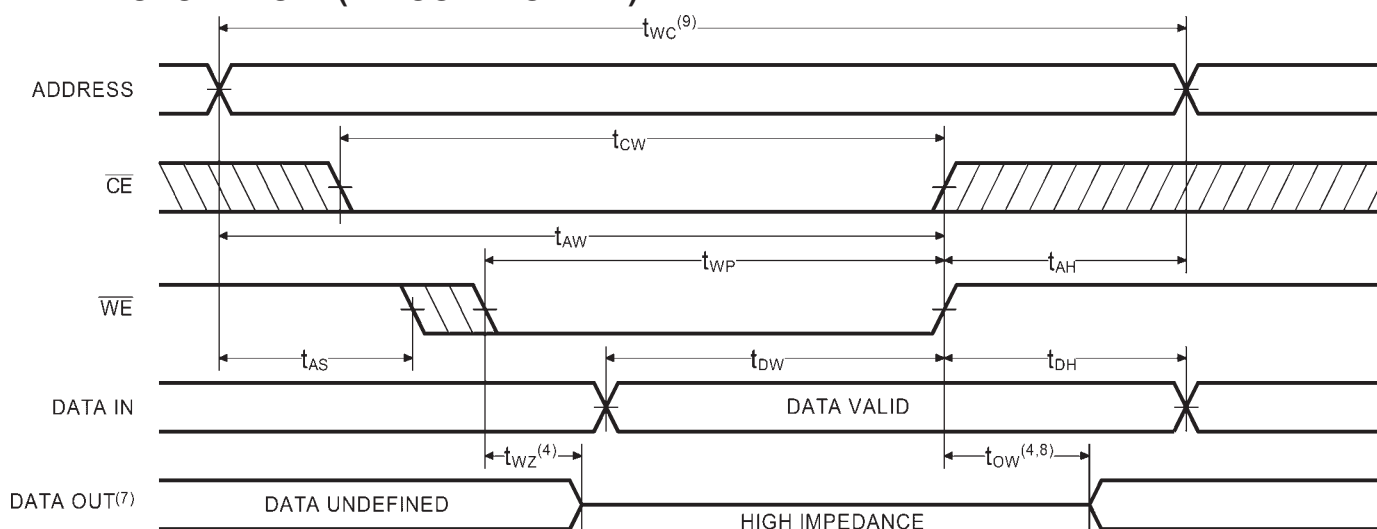 tWC(9)
ADDRESS
tCW
CE
tAW
tWP
tAH
WE
tAS
tDW
tDH
DATA IN
DATA VALID
tWZ(4)
tOW(4,8)
DATA OUT(7)
DATA UNDEFINED
HIGH IMPEDANCE